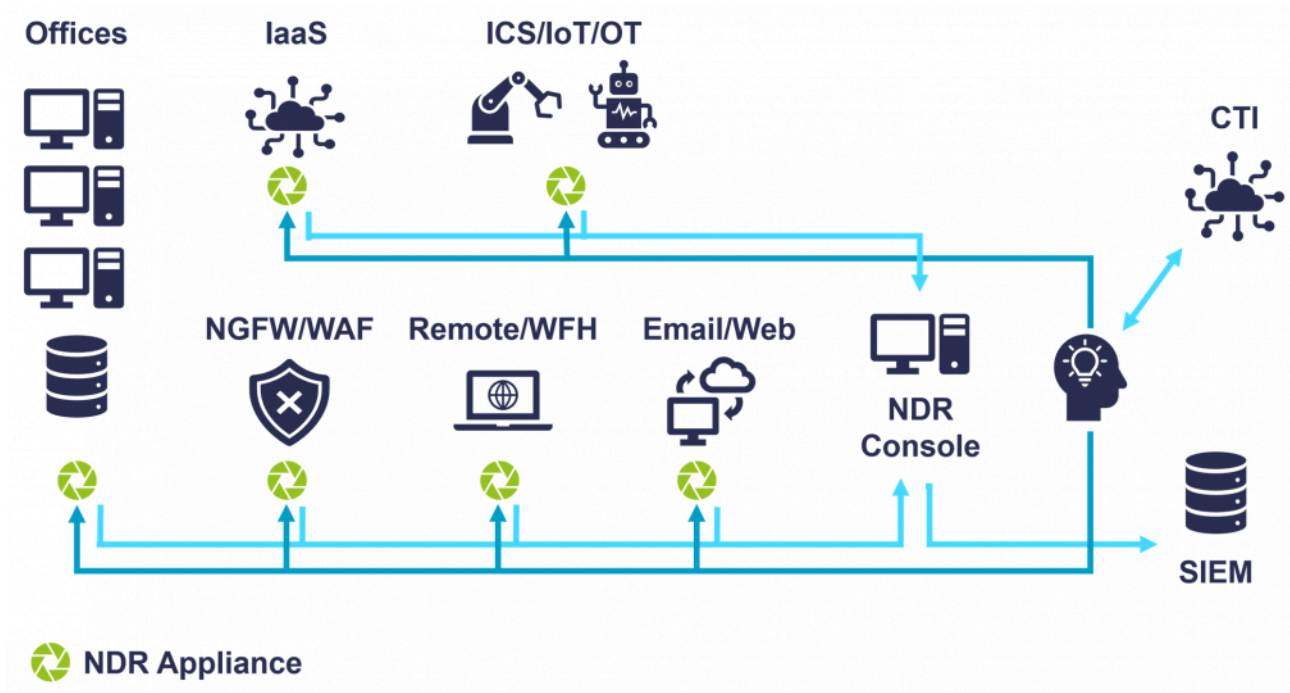 Offices
IaaS
ICS/IoT/OT
CTI
NGFW/WAF
Remote/WFH
Email/Web
NDR
Console
SIEM
NDR Appliance